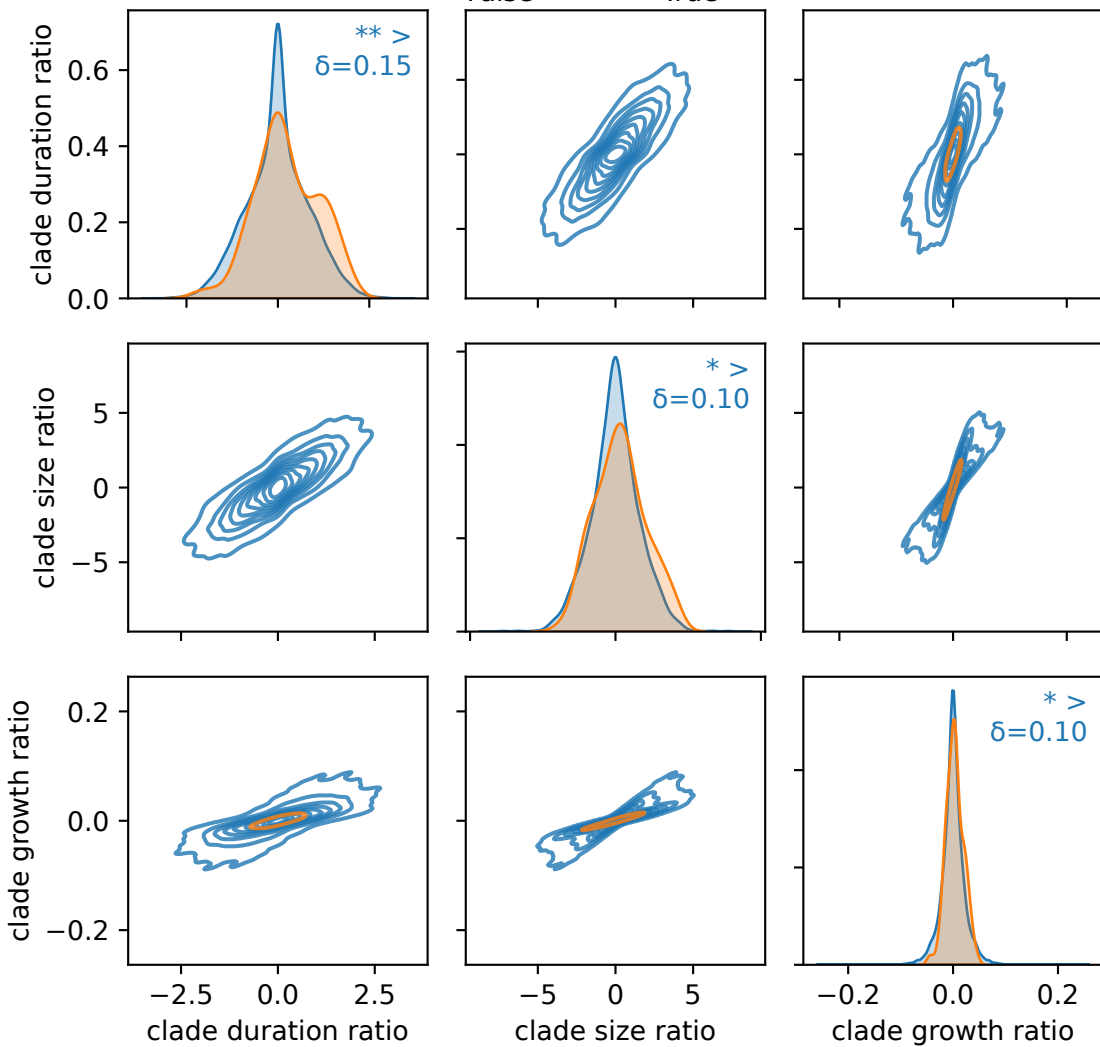 True
** >
δ=0.15
clade duration ratio
0.6
0.4
0.2
0.0
* >
δ=0.10
clade size ratio
5
0
−5
* >
δ=0.10
clade growth ratio
0.2
0.0
−0.2
−2.5 0.0 2.5
−5 0 5
−0.2 0.0 0.2
clade duration ratio
clade size ratio
clade growth ratio